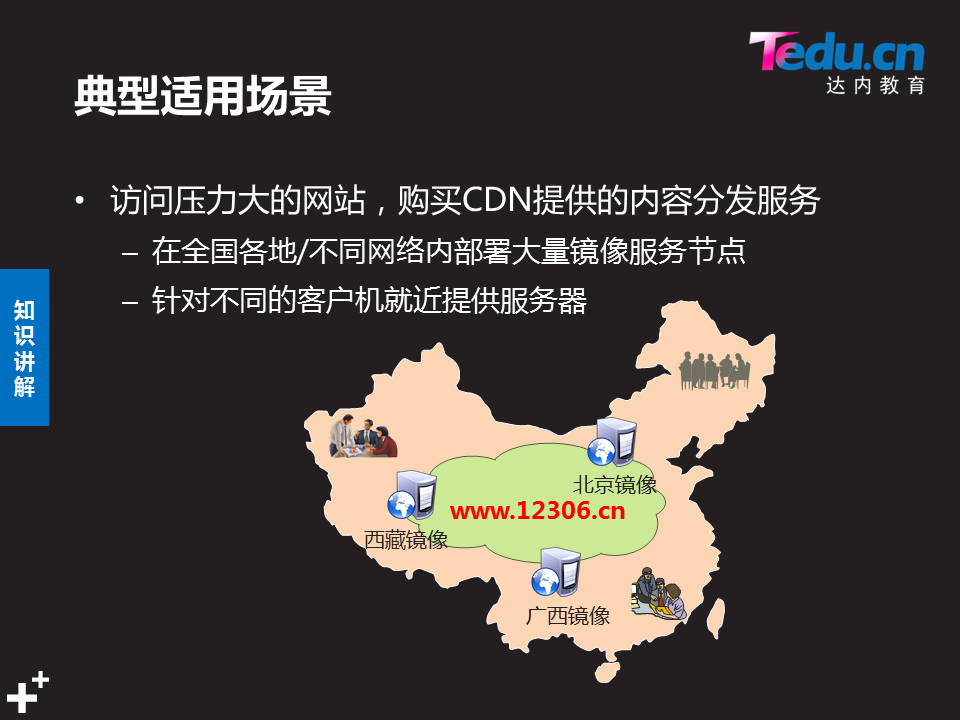 Tedu.cn
达内教育
典型适用场景
• 访问压力大的网站，购买CDN提供的内容分发服务
– 在全国各地/不同网络内部署大量镜像服务节点
– 针对不同的客户机就近提供服务器
知
识
讲
解
北京镜像
www.12306.cn
西藏镜像
广西镜像